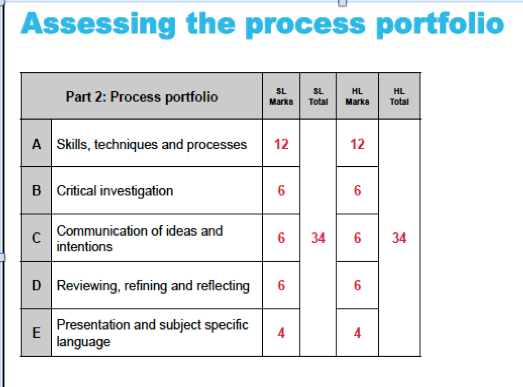 Assessing the process portfolio
Part 2: Process portfolio SL Marks SL Total HL Marks HL Total
A Skills, techniques and processes 12 12
B Critical investigation 6 6
C Communication of ideas and intentions 6 34 6 34
D Reviewing, refining and reflecting 6 6
E Presentation and subject specific language 4 4